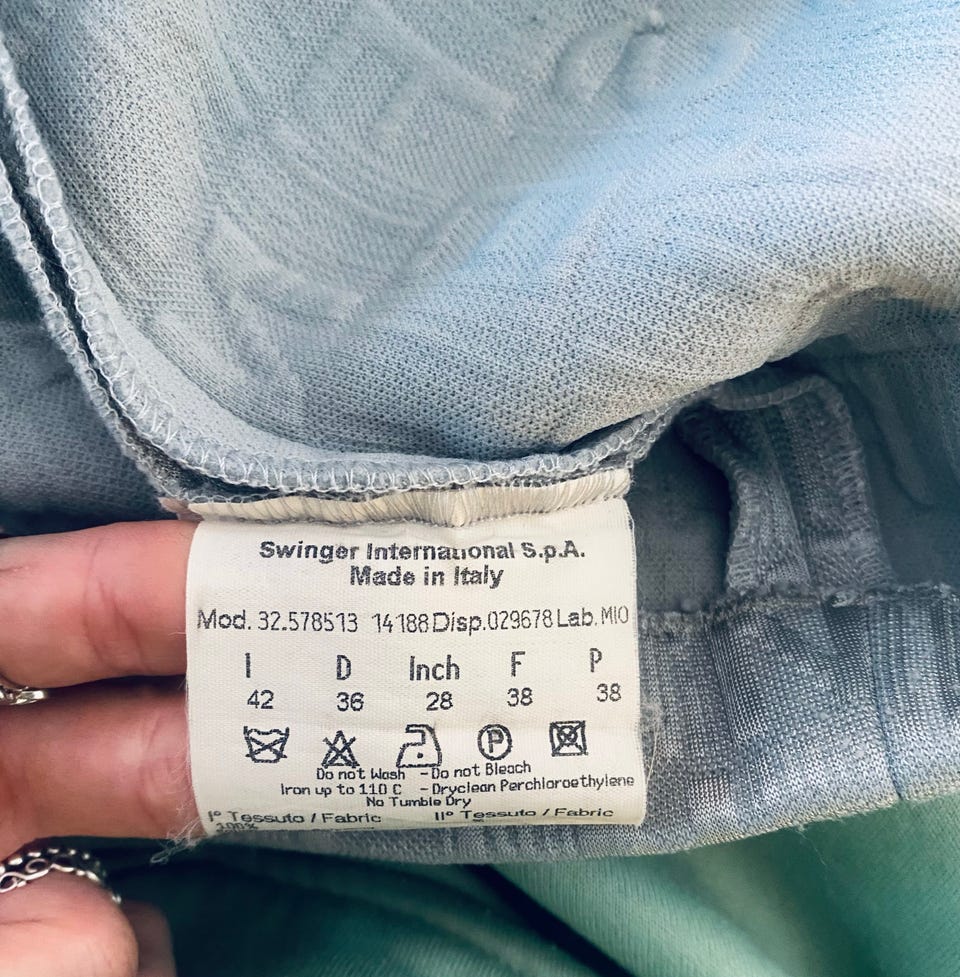 Swinger International S.p.A.
Made in Italy
Mod. 32.578513 14188 Disp.029678 Lab. MIO
I D Inch F P
42 36 28 38 38
P
Do not Wash - Do not Bleach
Iron up to 110 C - Dryclean Perchloroethylene
No Tumble Dry
I° Tessuto / Fabric II° Tessuto / Fabric
100%